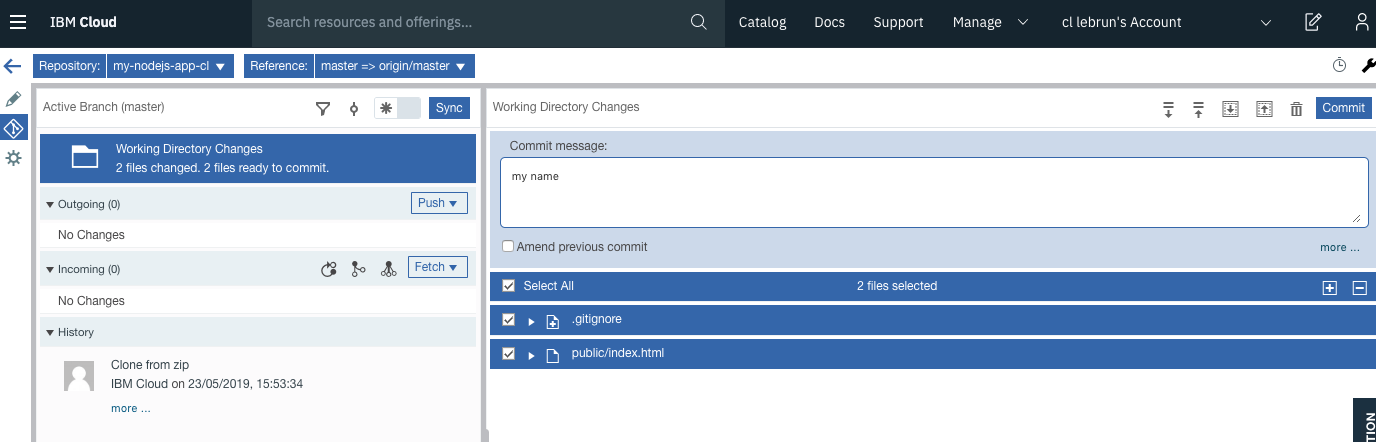 IBM Cloud
Search resources and offerings...
Catalog
Docs
Support
Manage
cl lebrun's Account
Repository: my-nodejs-app-cl
Reference: master => origin/master
Active Branch (master)
Sync
Working Directory Changes
2 files changed. 2 files ready to commit.
Outgoing (0)
Push
No Changes
Incoming (0)
Fetch
No Changes
History
Clone from zip
IBM Cloud on 23/05/2019, 15:53:34
more ...
Working Directory Changes
Commit
Commit message:
my name
Amend previous commit
more ...
Select All
2 files selected
.gitignore
public/index.html
TION